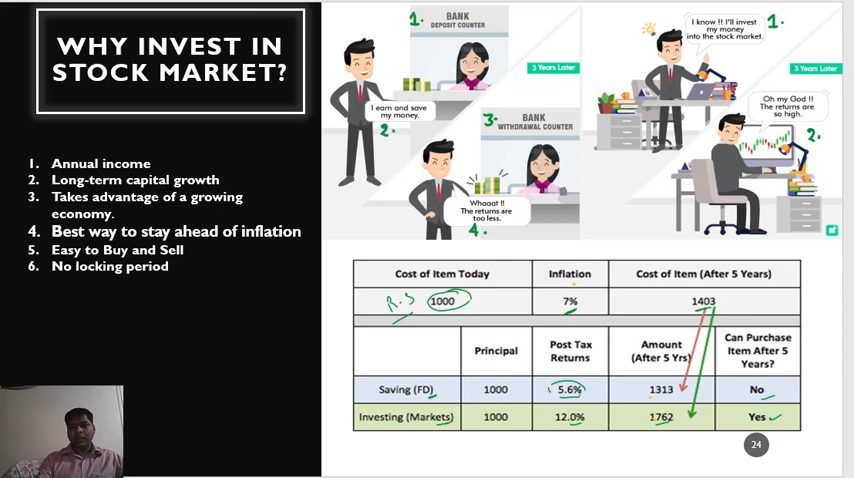 WHY INVEST IN
STOCK MARKET?
1. Annual income
2. Long-term capital growth
3. Takes advantage of a growing
economy.
4. Best way to stay ahead of inflation
5. Easy to Buy and Sell
6. No locking period
1.
BANK
DEPOSIT COUNTER
3 Years Later
I earn and save
my money.
2.
3.
BANK
WITHDRAWAL COUNTER
Whaaat !!
The returns are
too less.
4.
I know !! I'll invest
my money
into the stock market.
1.
3 Years Later
Oh my God !!
The returns are
so high.
2.
Cost of Item Today Inflation Cost of Item (After 5 Years)
R.S 1000 7% 1403
Principal Post Tax Returns Amount (After 5 Yrs) Can Purchase Item After 5 Years?
Saving (FD) 1000 5.6% 1313 No
Investing (Markets) 1000 12.0% 1762 Yes
24